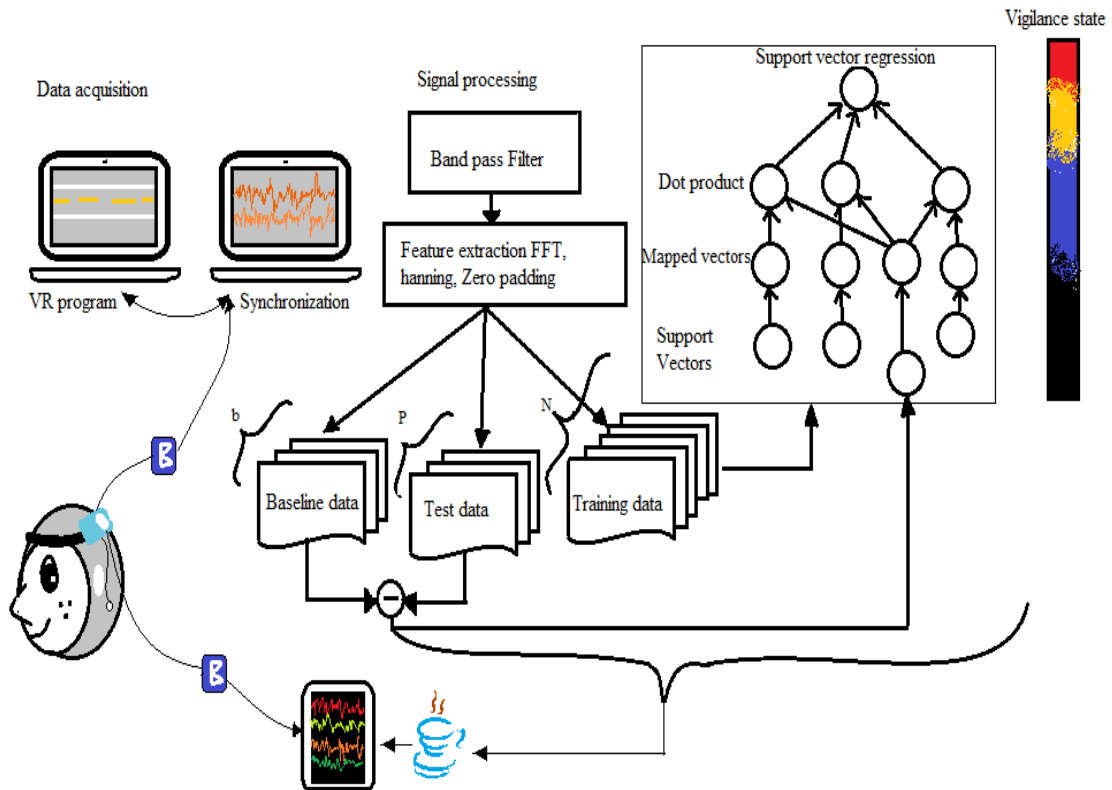 Vigilance state
Data acquisition
Signal processing
Support vector regression
Band pass Filter
Dot product
Feature extraction FFT,
hanning, Zero padding
Mapped vectors
VR program
Synchronization
Support
Vectors
b
P
N
Baseline data
Test data
Training data
B
B